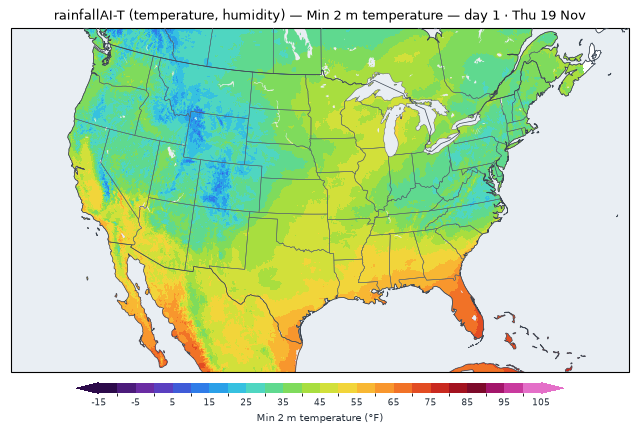 rainfallAI-T (temperature, humidity) — Min 2 m temperature — day 1 · Thu 19 Nov
-15 -5 5 15 25 35 45 55 65 75 85 95 105
Min 2 m temperature (°F)